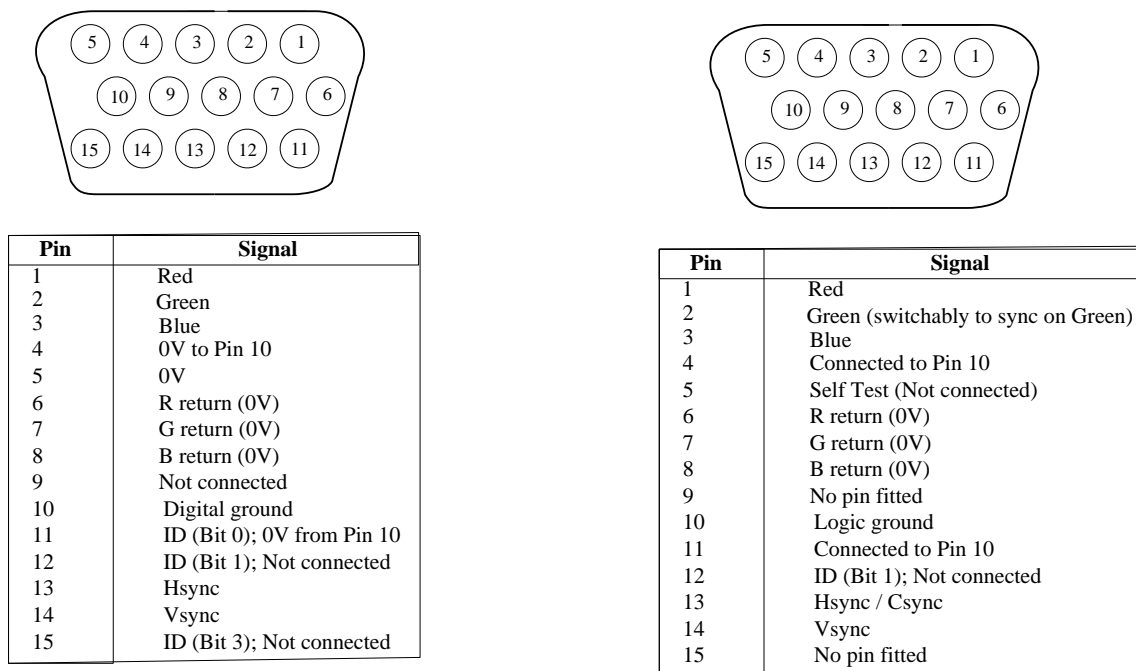 5 4 3 2 1
10 9 8 7 6
15 14 13 12 11
Pin Signal
1 Red
2 Green
3 Blue
4 0V to Pin 10
5 0V
6 R return (0V)
7 G return (0V)
8 B return (0V)
9 Not connected
10 Digital ground
11 ID (Bit 0); 0V from Pin 10
12 ID (Bit 1); Not connected
13 Hsync
14 Vsync
15 ID (Bit 3); Not connected
5 4 3 2 1
10 9 8 7 6
15 14 13 12 11
Pin Signal
1 Red
2 Green (switchably to sync on Green)
3 Blue
4 Connected to Pin 10
5 Self Test (Not connected)
6 R return (0V)
7 G return (0V)
8 B return (0V)
9 No pin fitted
10 Logic ground
11 Connected to Pin 10
12 ID (Bit 1); Not connected
13 Hsync / Csync
14 Vsync
15 No pin fitted